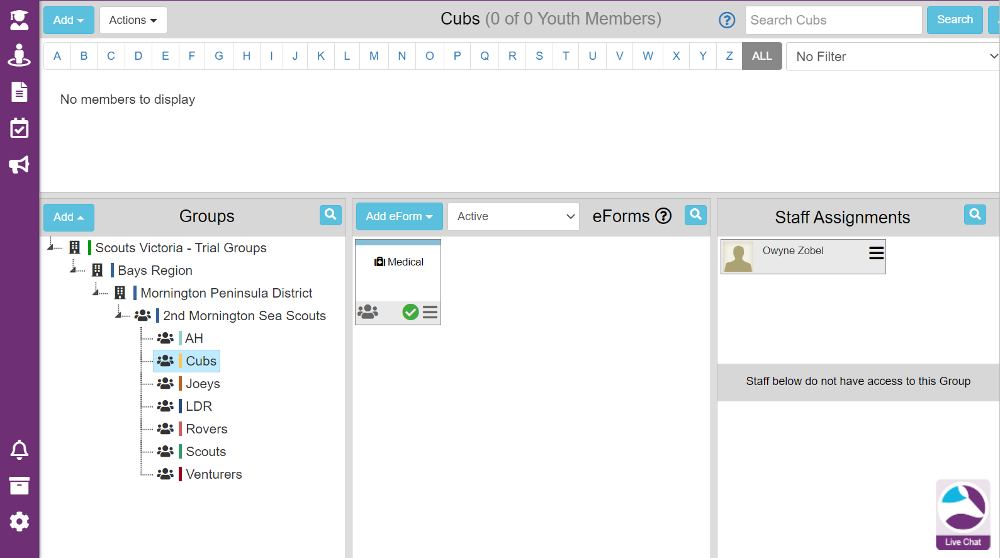 Add Actions Cubs (0 of 0 Youth Members) Search Cubs Search
A B C D E F G H I J K L M N O P Q R S T U V W X Y Z ALL No Filter
No members to display
Add Groups
Scouts Victoria - Trial Groups
Bays Region
Mornington Peninsula District
2nd Mornington Sea Scouts
AH
Cubs
Joeys
LDR
Rovers
Scouts
Venturers
Add eForm Active eForms
Medical
Staff Assignments
Owyne Zobel
Staff below do not have access to this Group
Live Chat